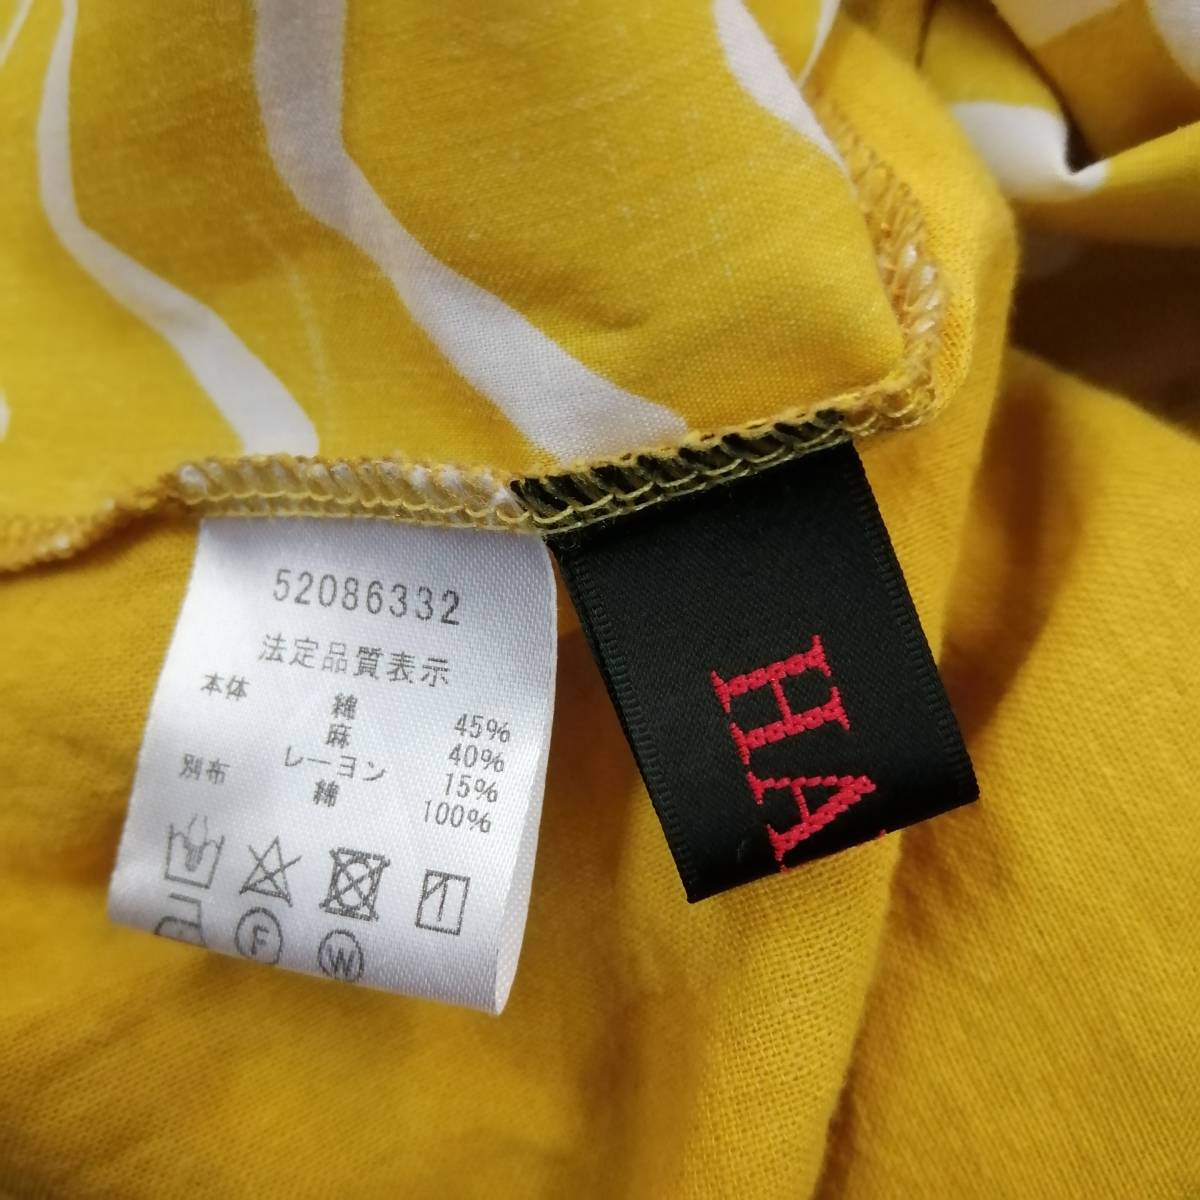 52086332
法定品質表示
本体 綿 45%
麻 40%
レーヨン 15%
別布 綿 100%
F W
HA